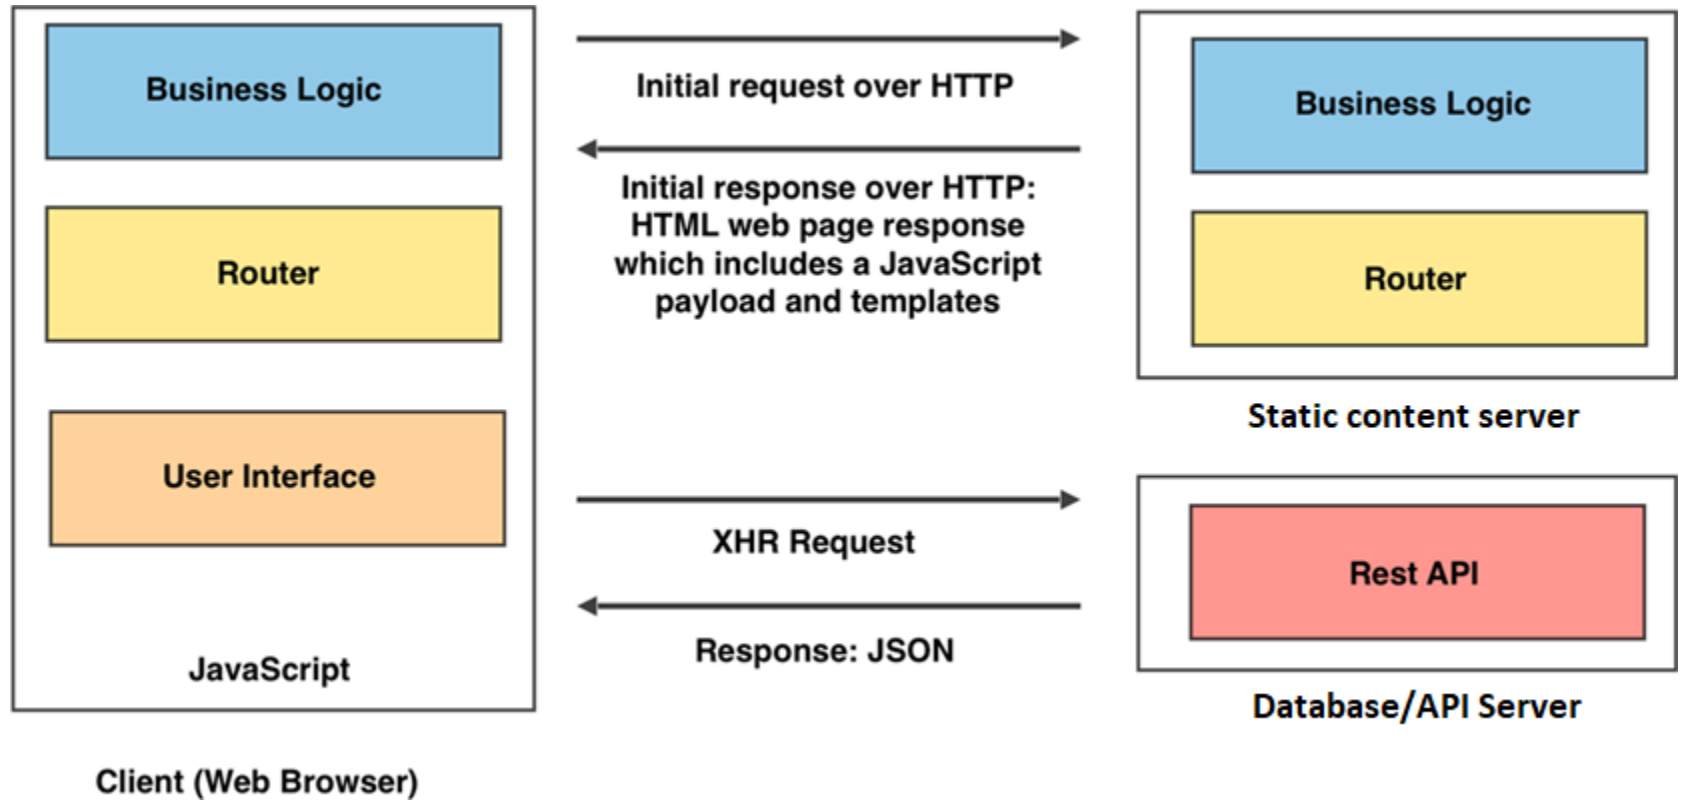 Business Logic
Router
User Interface
JavaScript
Client (Web Browser)
Initial request over HTTP
Initial response over HTTP:
HTML web page response
which includes a JavaScript
payload and templates
XHR Request
Response: JSON
Business Logic
Router
Static content server
Rest API
Database/API Server